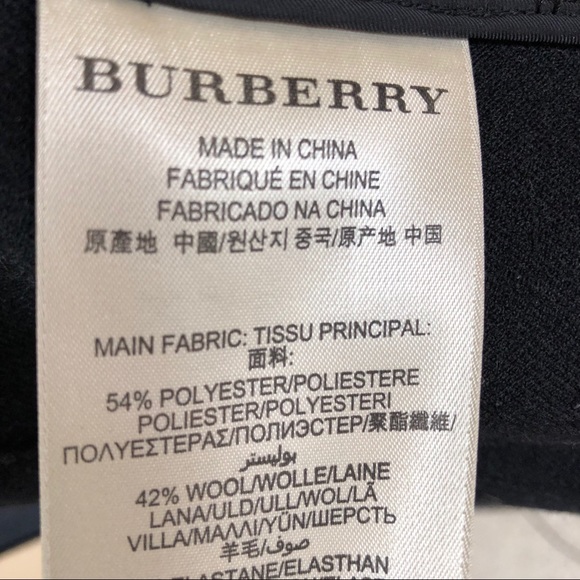 BURBERRY
MADE IN CHINA
FABRIQUÉ EN CHINE
FABRICADO NA CHINA
原產地 中國/원산지 중국/原产地 中国
MAIN FABRIC: TISSU PRINCIPAL:
面料:
54% POLYESTER/POLIESTERE
POLIESTER/POLYESTERI
ΠΟΛΥΕΣΤΕΡΑΣ/ПОЛИЭСТЕР/聚酯纖維/
بوليستر
42% WOOL/WOLLE/LAINE
LANA/ULD/ULL/WOL/LÃ
VILLA/ΜΑΛΛΙ/YÜN/ШЕРСТЬ
羊毛/صوف
ELASTANE/ELASTHAN